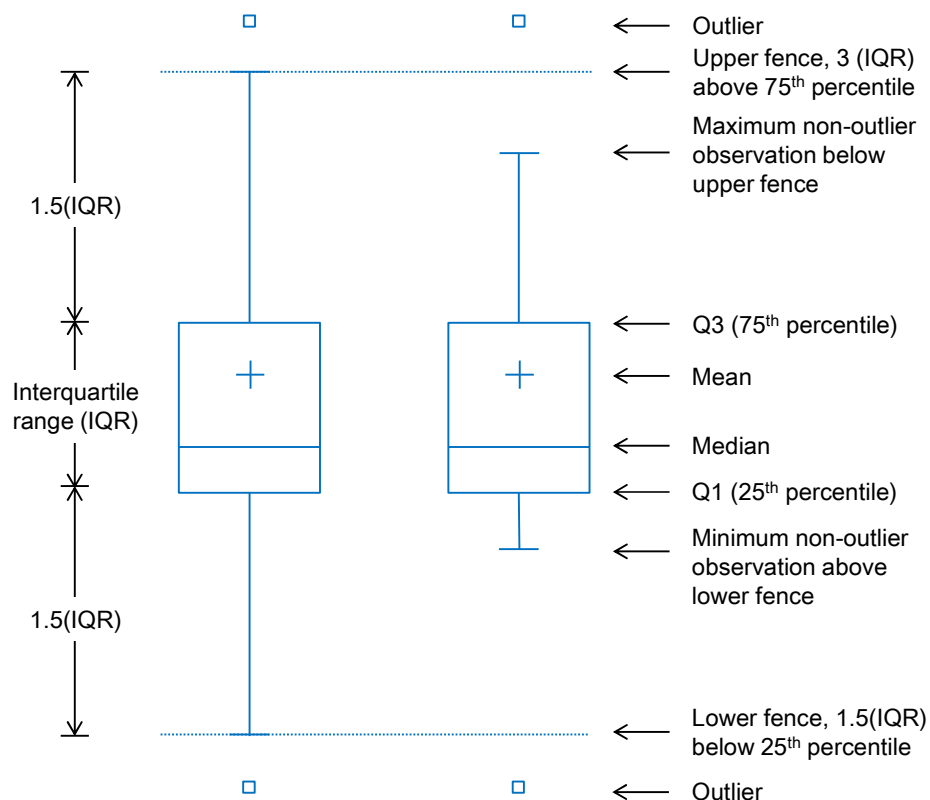 Outlier
Upper fence, 3 (IQR)
above 75th percentile
Maximum non-outlier
observation below
upper fence
1.5(IQR)
Q3 (75th percentile)
Mean
Interquartile
range (IQR)
Median
Q1 (25th percentile)
Minimum non-outlier
observation above
lower fence
1.5(IQR)
Lower fence, 1.5(IQR)
below 25th percentile
Outlier